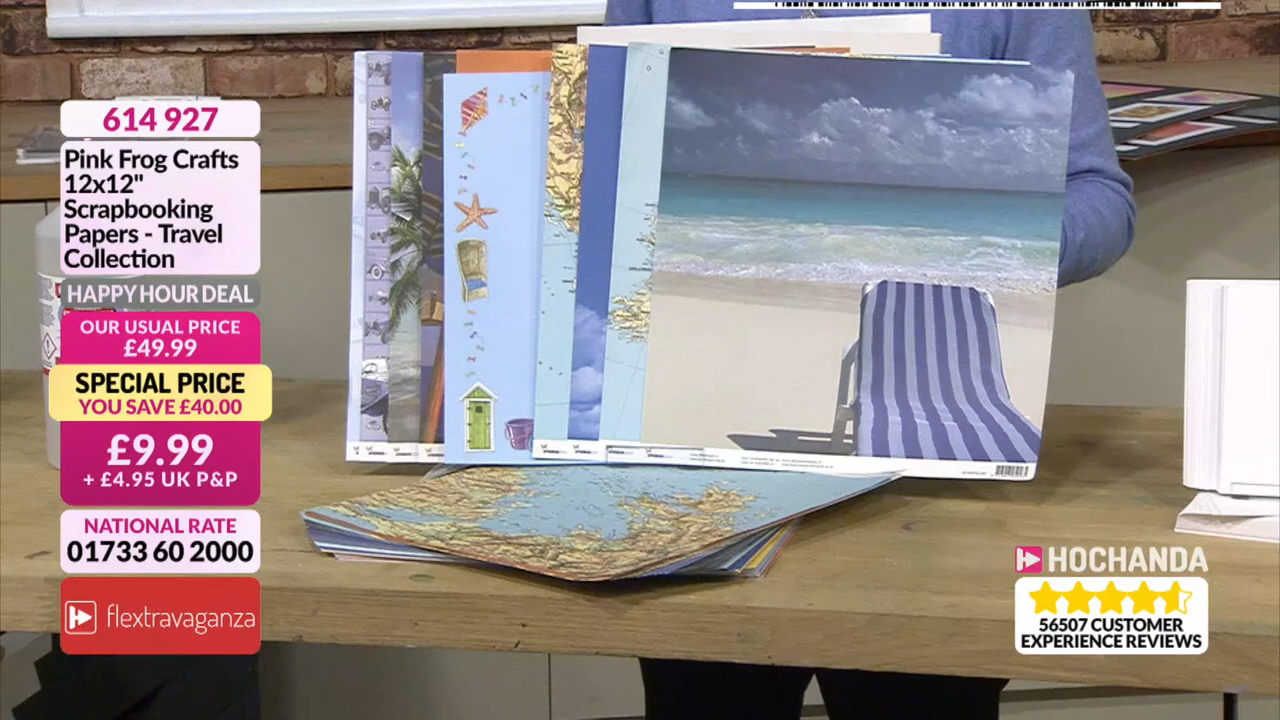 614 927
Pink Frog Crafts
12x12"
Scrapbooking
Papers - Travel
Collection
HAPPY HOUR DEAL
OUR USUAL PRICE
£49.99
SPECIAL PRICE
YOU SAVE £40.00
£9.99
+ £4.95 UK P&P
NATIONAL RATE
01733 60 2000
flextravaganza
HOCHANDA
56507 CUSTOMER
EXPERIENCE REVIEWS